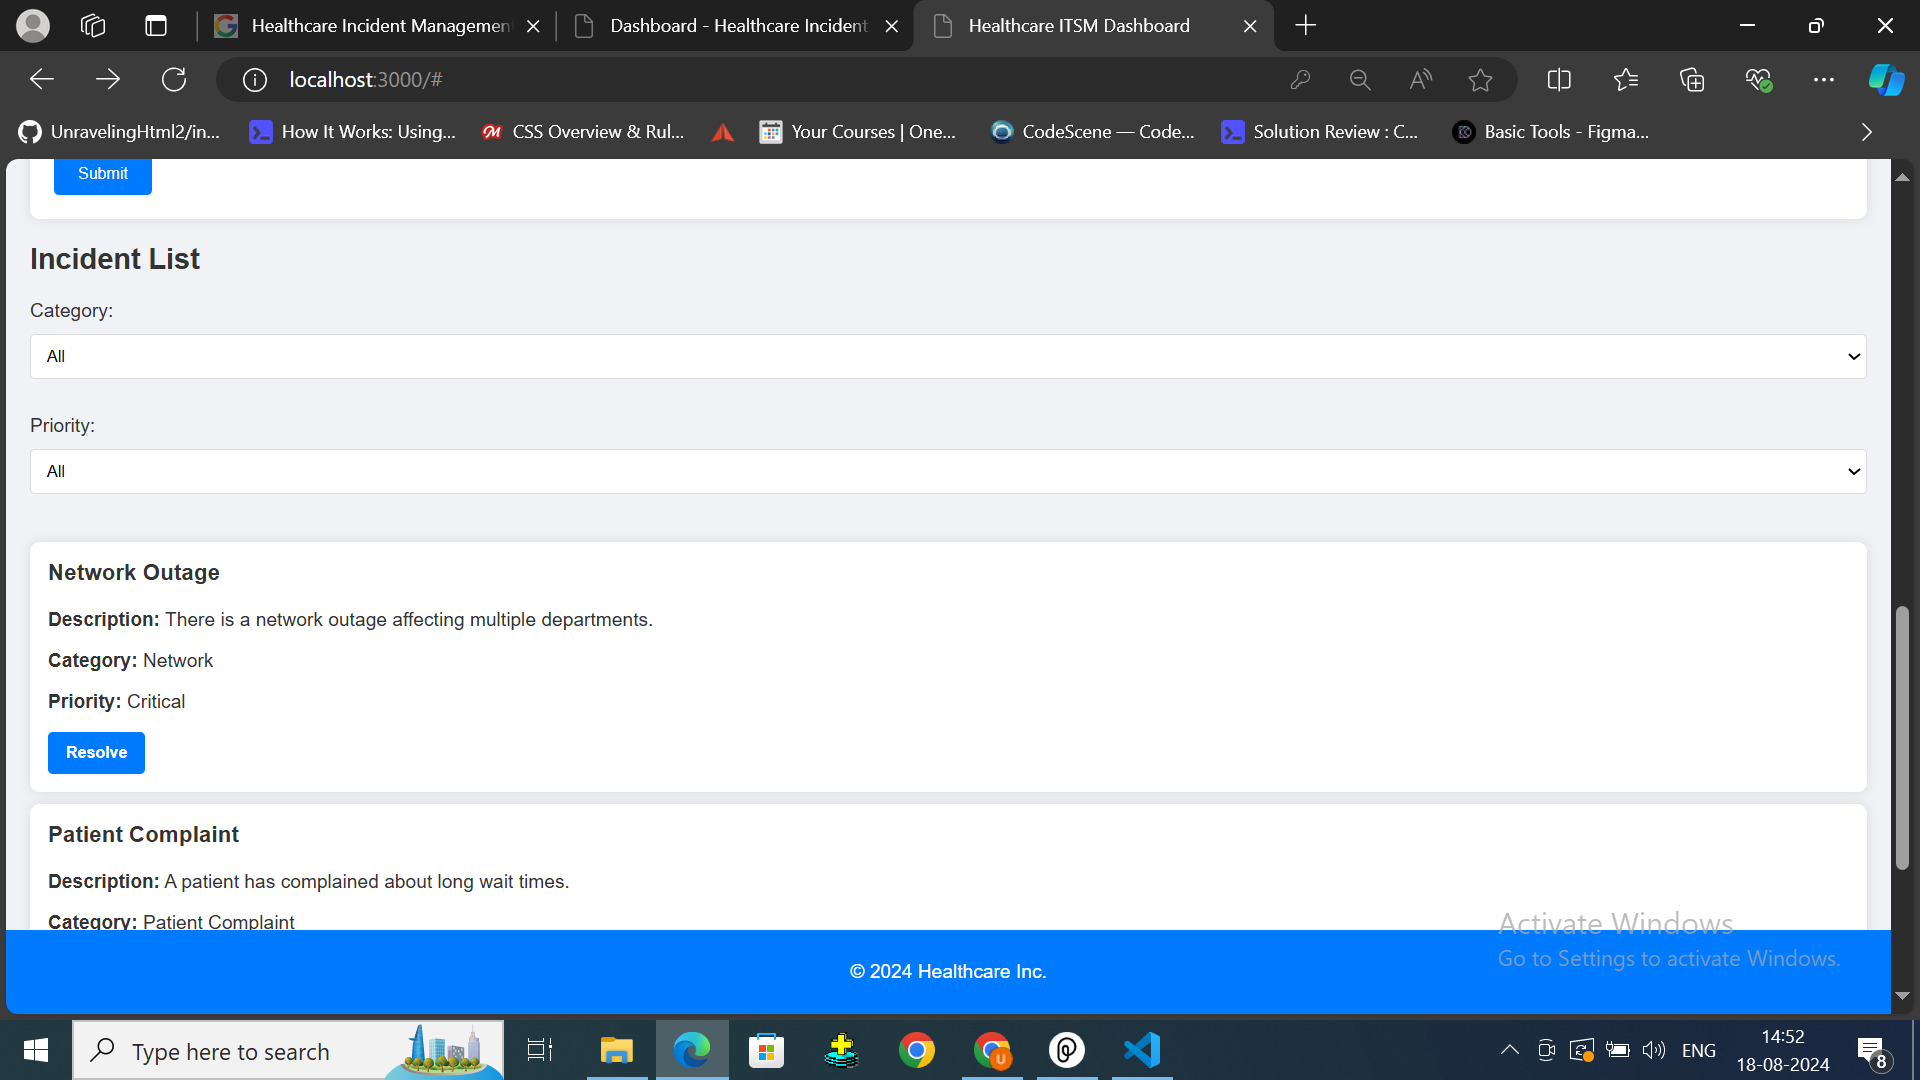 Healthcare Incident Managemen
Dashboard - Healthcare Incident
Healthcare ITSM Dashboard
localhost:3000/#
UnravelingHtml2/in...
How It Works: Using...
CSS Overview & Rul...
Your Courses | One...
CodeScene — Code...
Solution Review : C...
Basic Tools - Figma...
Submit
Incident List
Category:
All
Priority:
All
Network Outage
Description: There is a network outage affecting multiple departments.
Category: Network
Priority: Critical
Resolve
Patient Complaint
Description: A patient has complained about long wait times.
Category: Patient Complaint
Activate Windows
Go to Settings to activate Windows.
© 2024 Healthcare Inc.
Type here to search
ENG
14:52
18-08-2024
8